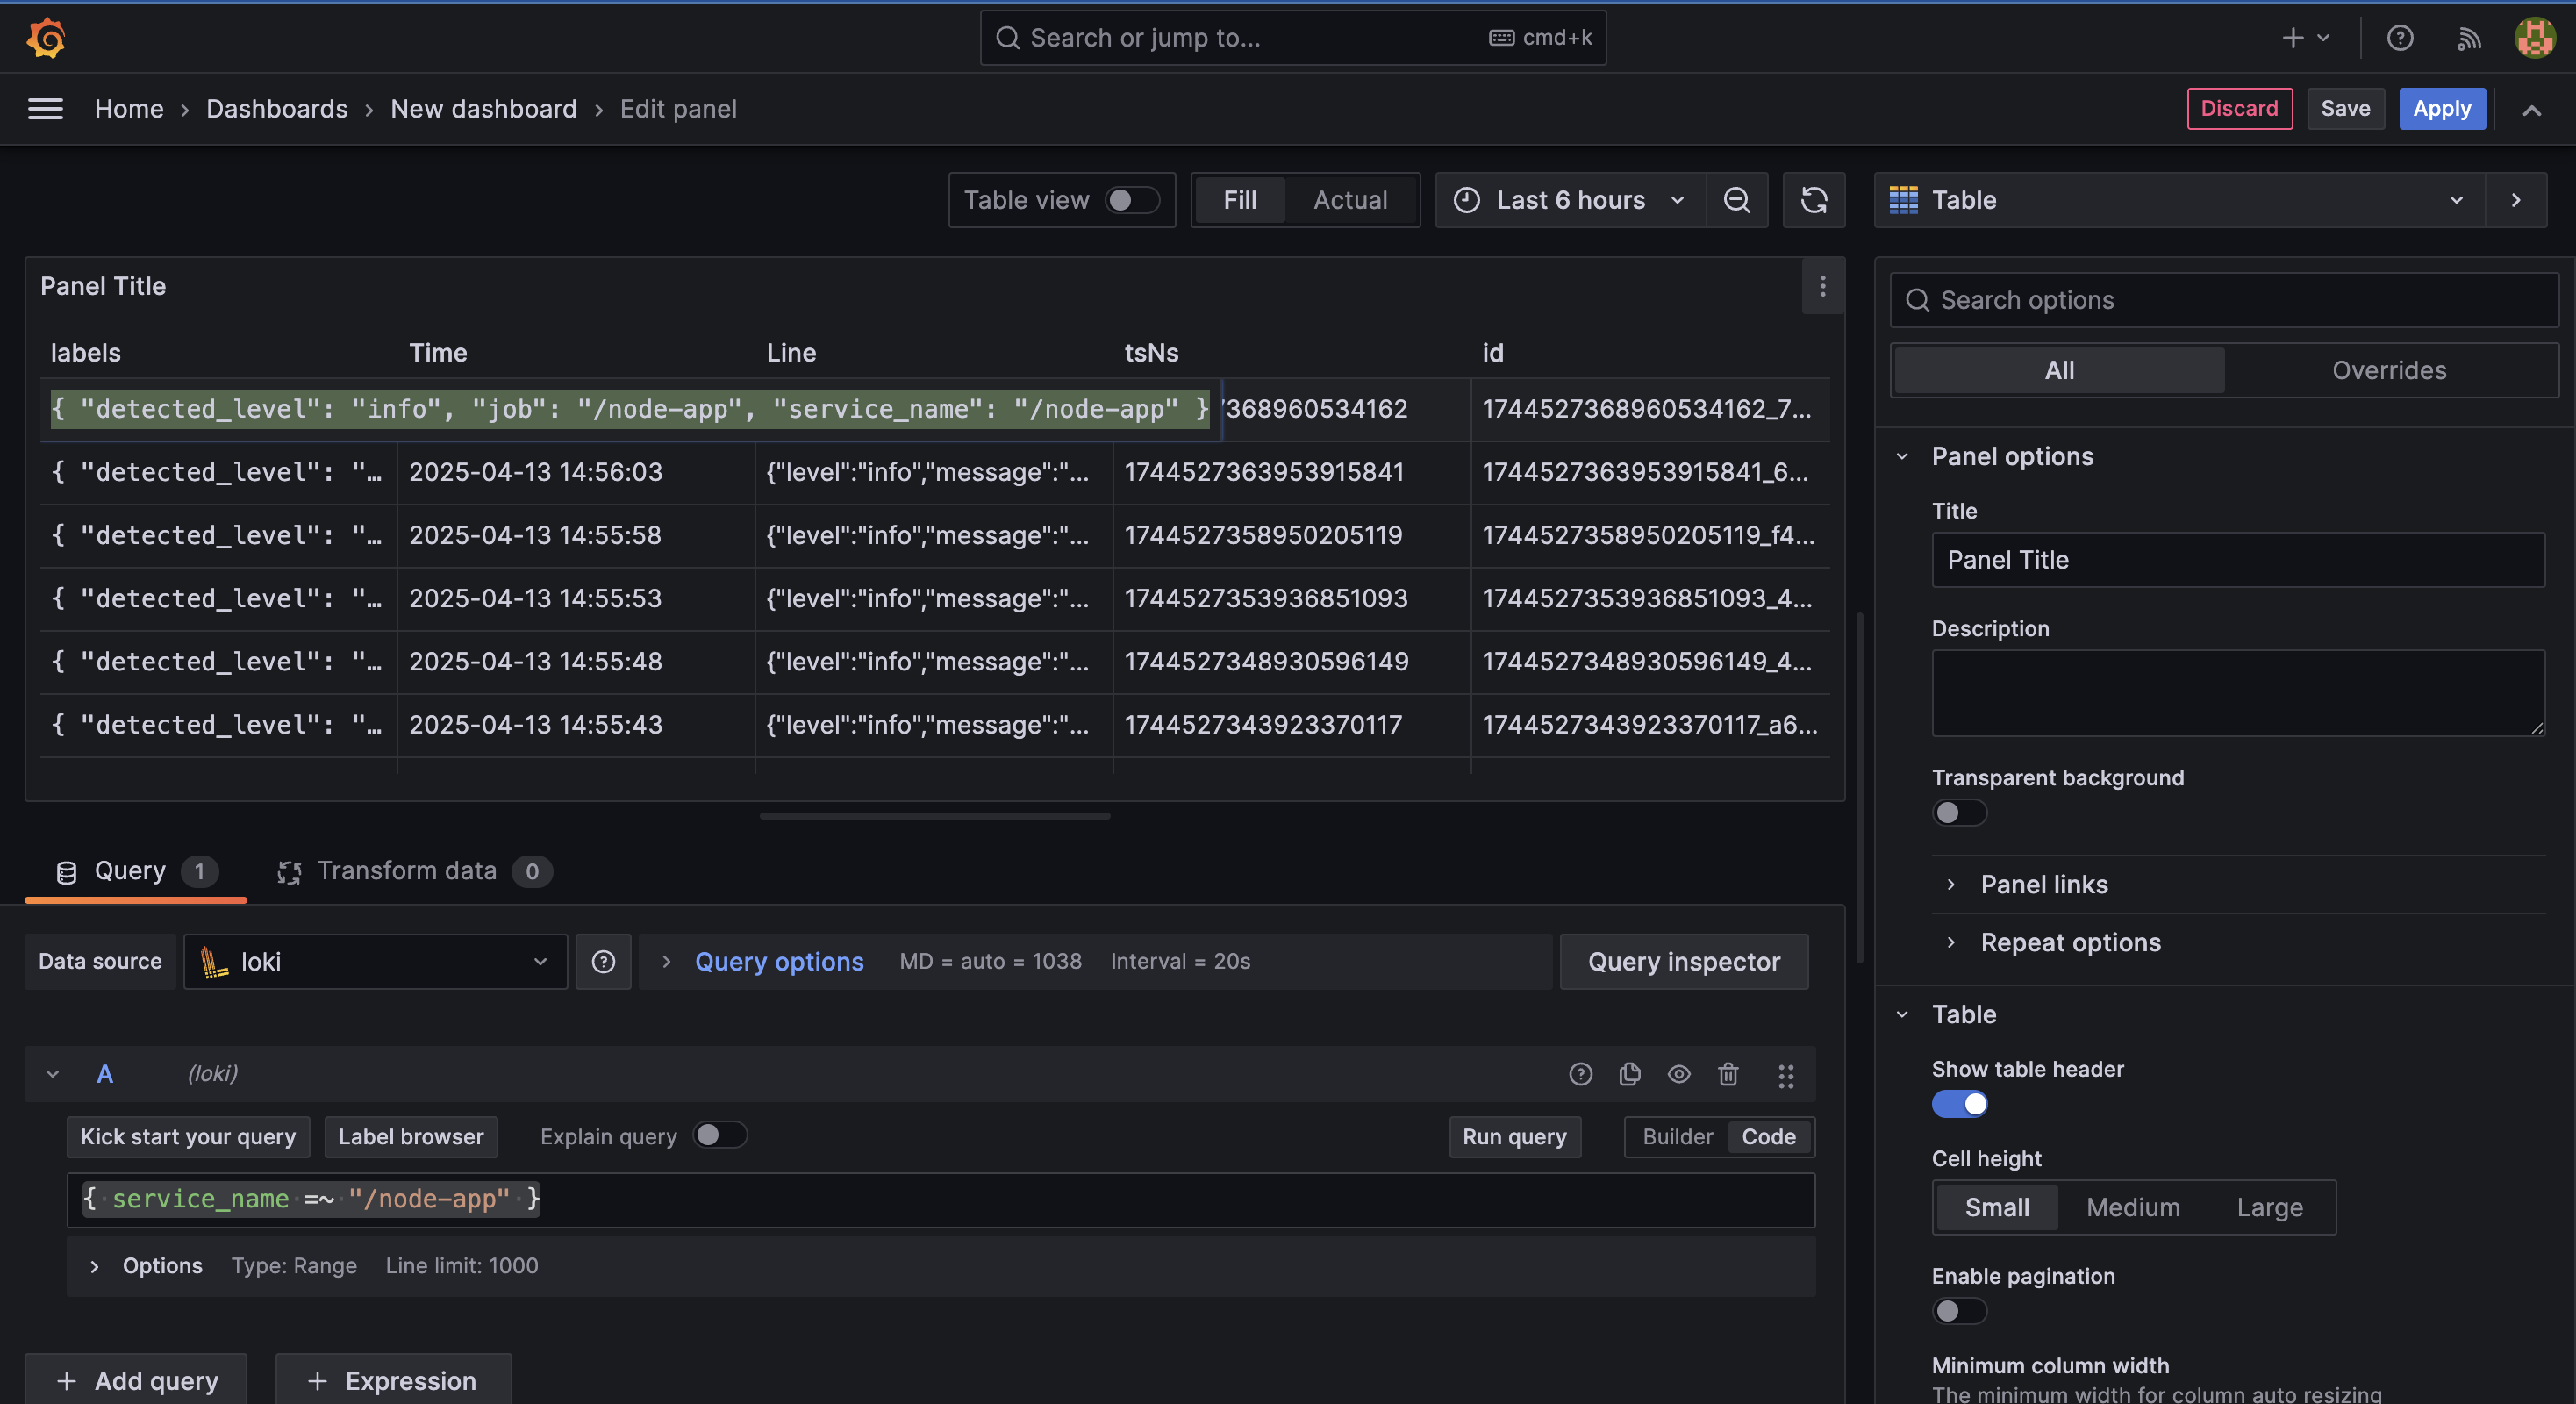 Search or jump to... cmd+k
Home › Dashboards › New dashboard › Edit panel
Discard Save Apply
Table view Fill Actual Last 6 hours
Table
Panel Title
labels Time Line tsNs id
{ "detected_level": "info", "job": "/node-app", "service_name": "/node-app" } 7368960534162 1744527368960534162_7...
{ "detected_level": "… 2025-04-13 14:56:03 {"level":"info","message":"... 1744527363953915841 1744527363953915841_6...
{ "detected_level": "… 2025-04-13 14:55:58 {"level":"info","message":"... 1744527358950205119 1744527358950205119_f4...
{ "detected_level": "… 2025-04-13 14:55:53 {"level":"info","message":"... 1744527353936851093 1744527353936851093_4...
{ "detected_level": "… 2025-04-13 14:55:48 {"level":"info","message":"... 1744527348930596149 1744527348930596149_4...
{ "detected_level": "… 2025-04-13 14:55:43 {"level":"info","message":"... 1744527343923370117 1744527343923370117_a6...
Query 1 Transform data 0
Data source loki Query options MD = auto = 1038 Interval = 20s Query inspector
A (loki)
Kick start your query Label browser Explain query Run query Builder Code
{ service_name =~ "/node-app" }
Options Type: Range Line limit: 1000
+ Add query + Expression
Search options
All Overrides
Panel options
Title
Panel Title
Description
Transparent background
Panel links
Repeat options
Table
Show table header
Cell height
Small Medium Large
Enable pagination
Minimum column width
The minimum width for column auto resizing